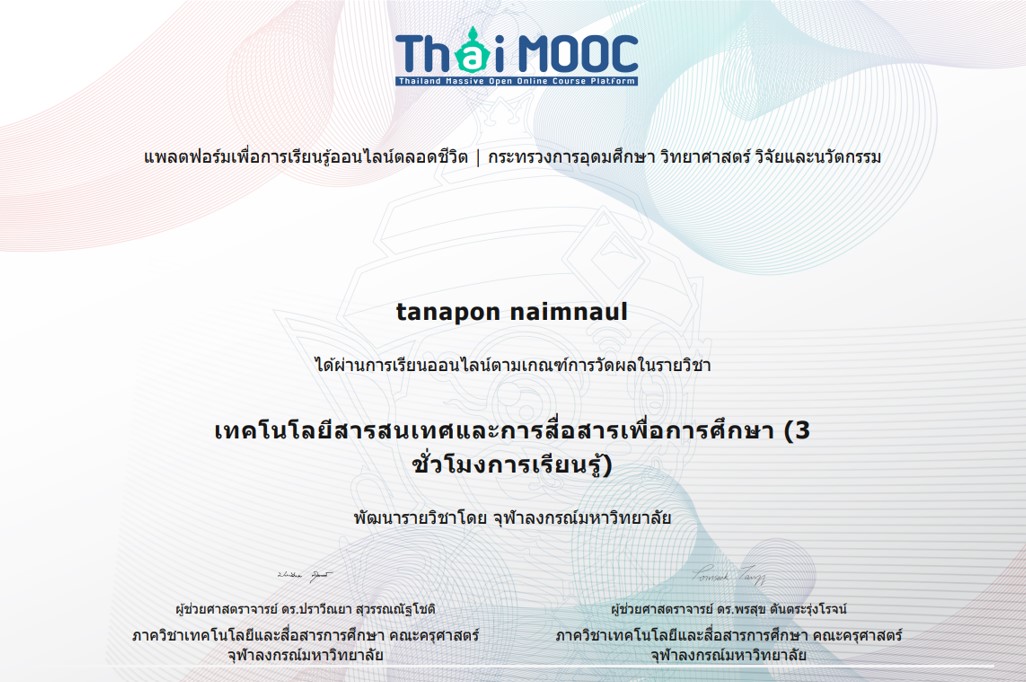 Thai MOOC
Thailand Massive Open Online Course Platform
แพลตฟอร์มเพื่อการเรียนรู้ออนไลน์ตลอดชีวิต | กระทรวงการอุดมศึกษา วิทยาศาสตร์ วิจัยและนวัตกรรม
tanapon naimnaul
ได้ผ่านการเรียนออนไลน์ตามเกณฑ์การวัดผลในรายวิชา
เทคโนโลยีสารสนเทศและการสื่อสารเพื่อการศึกษา (3
ชั่วโมงการเรียนรู้)
พัฒนารายวิชาโดย จุฬาลงกรณ์มหาวิทยาลัย
ผู้ช่วยศาสตราจารย์ ดร.ปราวีณยา สุวรรณณัฐโชติ
ภาควิชาเทคโนโลยีและสื่อสารการศึกษา คณะครุศาสตร์
จุฬาลงกรณ์มหาวิทยาลัย
ผู้ช่วยศาสตราจารย์ ดร.พรสุข ตันตระรุ่งโรจน์
ภาควิชาเทคโนโลยีและสื่อสารการศึกษา คณะครุศาสตร์
จุฬาลงกรณ์มหาวิทยาลัย